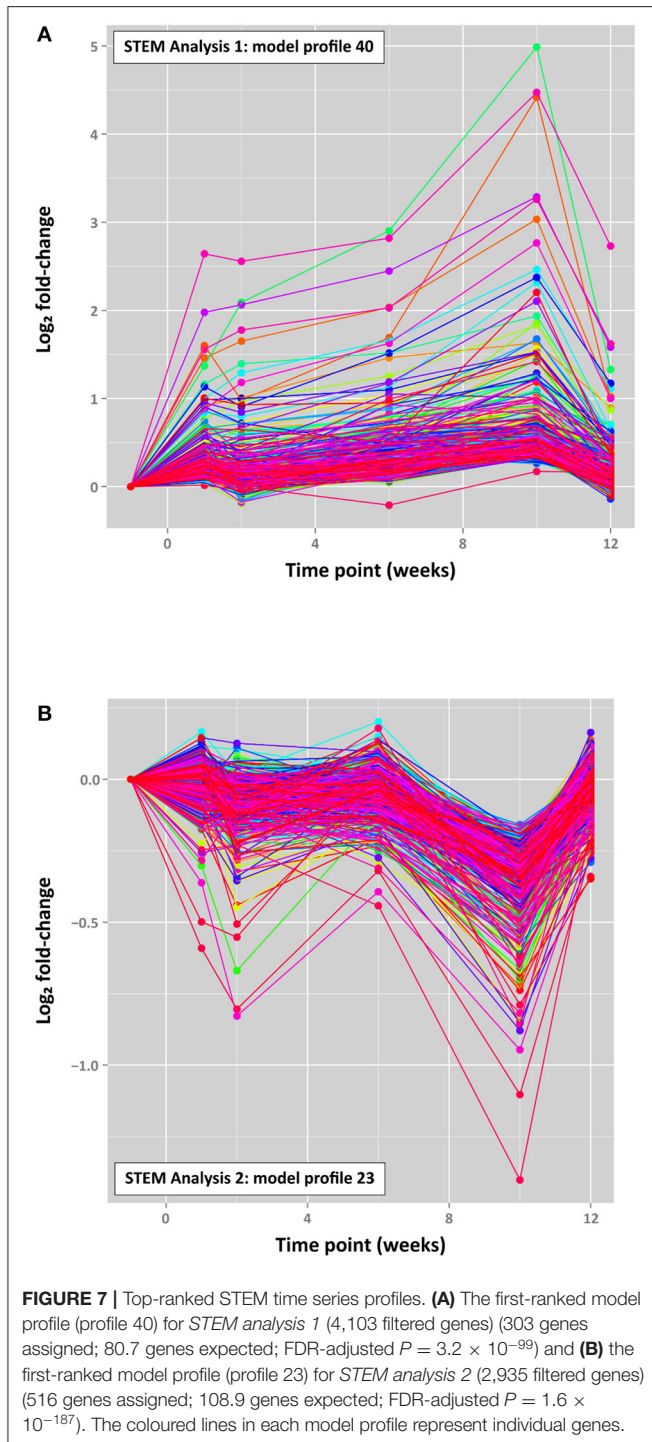 A
STEM Analysis 1: model profile 40
5
4
3
2
1
0
Log₂ fold-change
0
4
8
12
Time point (weeks)
B
0.0
−0.5
−1.0
Log₂ fold-change
STEM Analysis 2: model profile 23
0
4
8
12
Time point (weeks)
FIGURE 7 | Top-ranked STEM time series profiles. (A) The first-ranked model
profile (profile 40) for STEM analysis 1 (4,103 filtered genes) (303 genes
assigned; 80.7 genes expected; FDR-adjusted P = 3.2 × 10⁻⁹⁹) and (B) the
first-ranked model profile (profile 23) for STEM analysis 2 (2,935 filtered genes)
(516 genes assigned; 108.9 genes expected; FDR-adjusted P = 1.6 ×
10⁻¹⁸⁷). The coloured lines in each model profile represent individual genes.